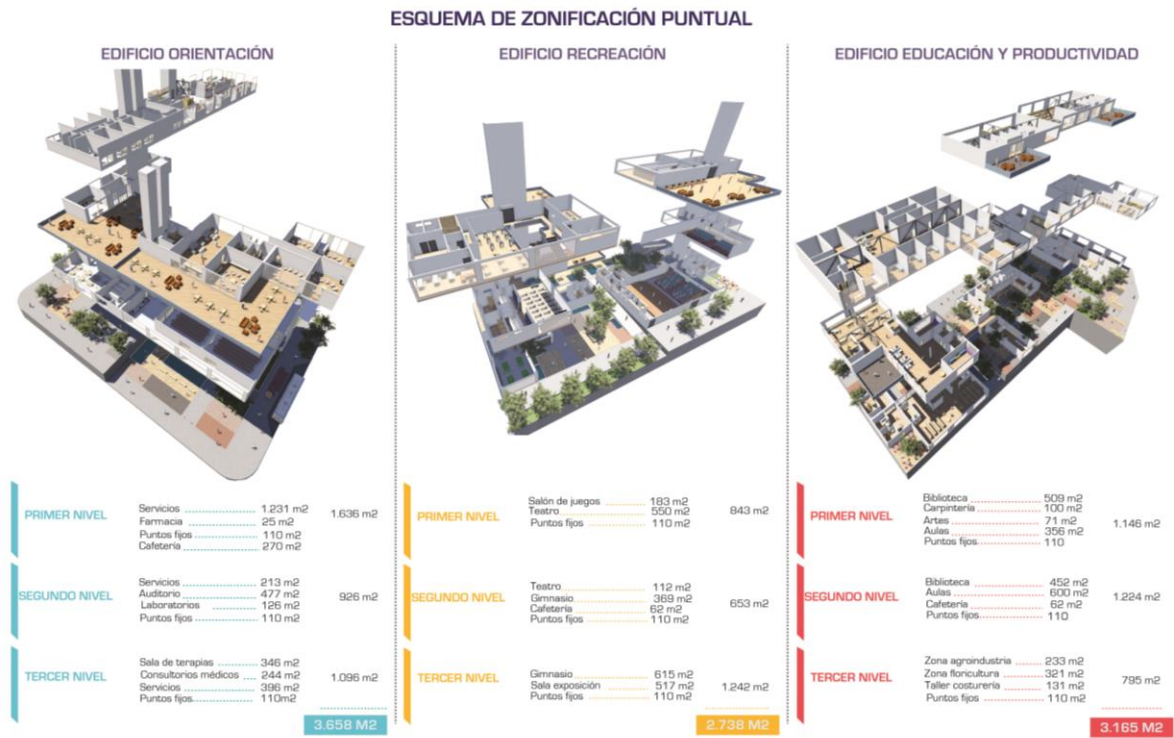 ESQUEMA DE ZONIFICACIÓN PUNTUAL
EDIFICIO ORIENTACIÓN
PRIMER NIVEL
Servicios 1.231 m2
Farmacia 25 m2
Puntos fijos 110 m2
Cafetería 270 m2
1.636 m2
SEGUNDO NIVEL
Servicios 213 m2
Auditorio 477 m2
Laboratorios 126 m2
Puntos fijos 110 m2
926 m2
TERCER NIVEL
Sala de terapias 346 m2
Consultorios médicos 244 m2
Servicios 396 m2
Puntos fijos 110m2
1.096 m2
3.658 M2
EDIFICIO RECREACIÓN
PRIMER NIVEL
Salón de juegos 183 m2
Teatro 550 m2
Puntos fijos 110 m2
843 m2
SEGUNDO NIVEL
Teatro 112 m2
Gimnasio 369 m2
Cafetería 62 m2
Puntos fijos 110 m2
653 m2
TERCER NIVEL
Gimnasio 615 m2
Sala exposición 517 m2
Puntos fijos 110 m2
1.242 m2
2.738 M2
EDIFICIO EDUCACIÓN Y PRODUCTIVIDAD
PRIMER NIVEL
Biblioteca 509 m2
Carpintería 100 m2
Artes 71 m2
Aulas 356 m2
Puntos fijos 110
1.146 m2
SEGUNDO NIVEL
Biblioteca 452 m2
Aulas 600 m2
Cafetería 62 m2
Puntos fijos 110
1.224 m2
TERCER NIVEL
Zona agroindustria 233 m2
Zona floricultura 321 m2
Taller costurería 131 m2
Puntos fijos 110 m2
795 m2
3.165 M2